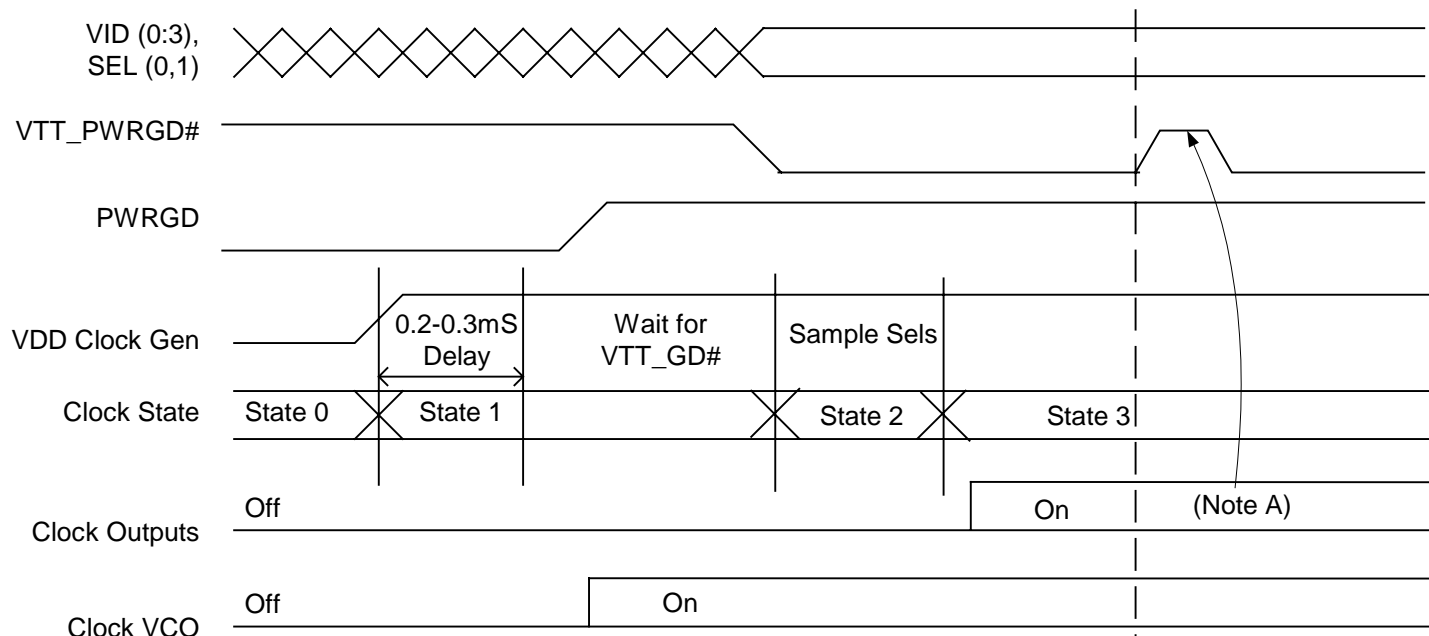 VID (0:3),
SEL (0,1)
VTT_PWRGD#
PWRGD
VDD Clock Gen
0.2-0.3mS
Delay
Wait for
VTT_GD#
Sample Sels
Clock State
State 0
State 1
State 2
State 3
Clock Outputs
Off
On
(Note A)
Clock VCO
Off
On